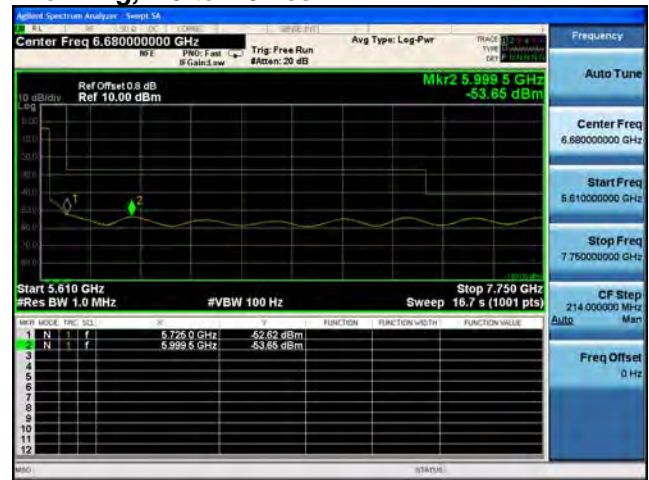 Agilent Spectrum Analyzer - Swept SA
Center Freq 6.680000000 GHz
NFE
PNO: Fast
IFGain:Low
Trig: Free Run
#Atten: 20 dB
Avg Type: Log-Pwr
TRACE
TYPE
DET
Frequency
Auto Tune
Center Freq
6.680000000 GHz
Start Freq
5.610000000 GHz
Stop Freq
7.750000000 GHz
CF Step
214.000000 MHz
Auto Man
Freq Offset
0 Hz
Mkr2 5.999 5 GHz
-53.65 dBm
Ref Offset 0.8 dB
10 dB/div Ref 10.00 dBm
Log
1
2
Start 5.610 GHz
Stop 7.750 GHz
#Res BW 1.0 MHz
#VBW 100 Hz
Sweep 16.7 s (1001 pts)
MKR MODE TRC SCL X Y FUNCTION FUNCTION WIDTH FUNCTION VALUE
1 N 1 f 5.725 0 GHz -52.62 dBm
2 N 1 f 5.999 5 GHz -53.65 dBm
3
4
5
6
7
8
9
10
11
12
MSG
STATUS